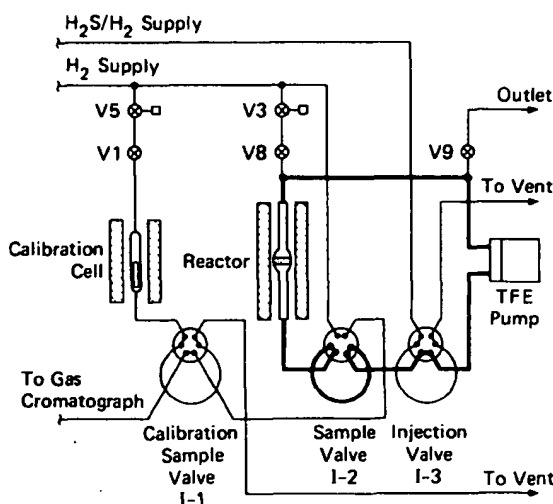 H2S/H2 Supply
H2 Supply
Outlet
V5
V3
V1
V8
V9
To Vent
Calibration
Cell
Reactor
TFE
Pump
To Gas
Cromatograph
Calibration
Sample
Valve
I-1
Sample
Valve
I-2
Injection
Valve
I-3
To Vent